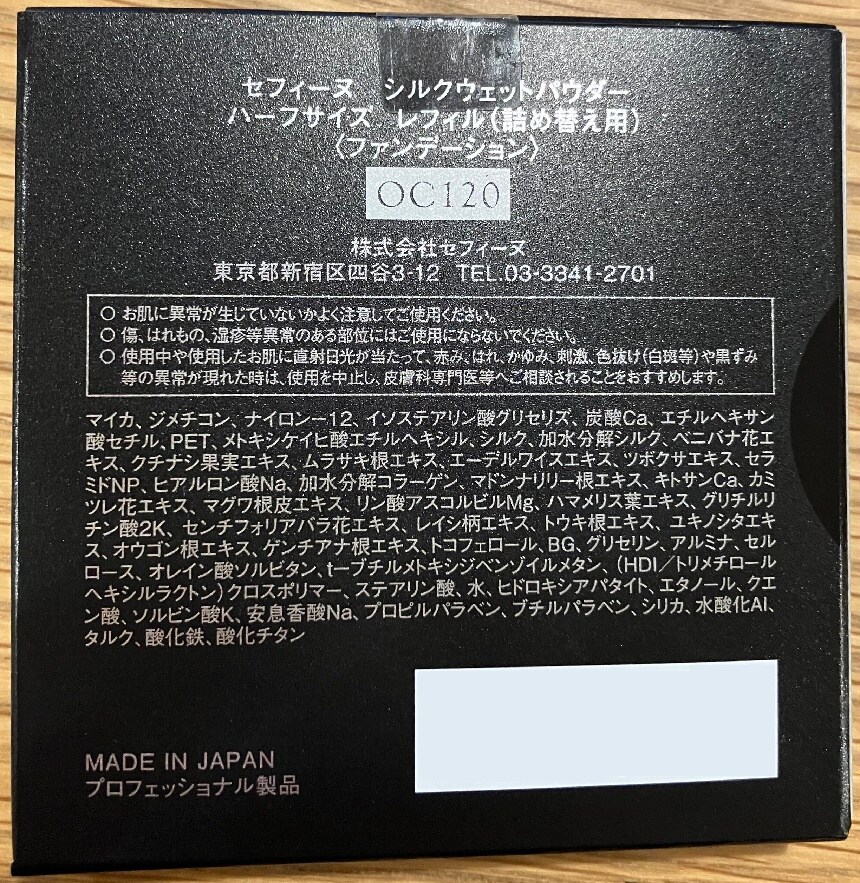 セフィーヌ　シルクウェットパウダー
ハーフサイズ　レフィル(詰め替え用)
〈ファンデーション〉
OC120
株式会社セフィーヌ
東京都新宿区四谷3-12　TEL.03-3341-2701
○ お肌に異常が生じていないかよく注意してご使用ください。
○ 傷、はれもの、湿疹等異常のある部位にはご使用にならないでください。
○ 使用中や使用したお肌に直射日光が当たって、赤み、はれ、かゆみ、刺激、色抜け(白斑等)や黒ずみ
等の異常が現れた時は、使用を中止し、皮膚科専門医等へご相談されることをおすすめします。
マイカ、ジメチコン、ナイロンー12、イソステアリン酸グリセリズ、炭酸Ca、エチルヘキサン
酸セチル、PET、メトキシケイヒ酸エチルヘキシル、シルク、加水分解シルク、ベニバナ花エ
キス、クチナシ果実エキス、ムラサキ根エキス、エーデルワイスエキス、ツボクサエキス、セラ
ミドNP、ヒアルロン酸Na、加水分解コラーゲン、マドンナリリー根エキス、キトサンCa、カミ
ツレ花エキス、マグワ根皮エキス、リン酸アスコルビルMg、ハマメリス葉エキス、グリチルリ
チン酸2K、センチフォリアバラ花エキス、レイシ柄エキス、トウキ根エキス、ユキノシタエキ
ス、オウゴン根エキス、ゲンチアナ根エキス、トコフェロール、BG、グリセリン、アルミナ、セル
ロース、オレイン酸ソルビタン、t-ブチルメトキシジベンゾイルメタン、(HDI／トリメチロール
ヘキシルラクトン)クロスポリマー、ステアリン酸、水、ヒドロキシアパタイト、エタノール、クエ
ン酸、ソルビン酸K、安息香酸Na、プロピルパラベン、ブチルパラベン、シリカ、水酸化Al、
タルク、酸化鉄、酸化チタン
MADE IN JAPAN
プロフェッショナル製品